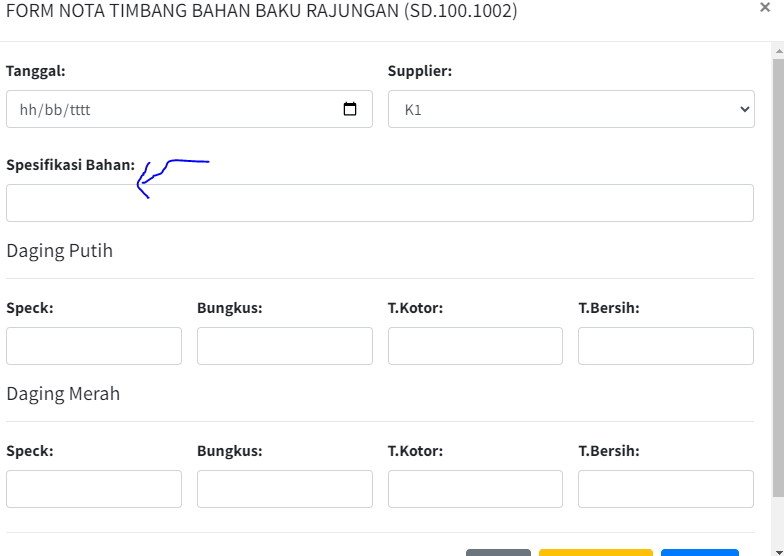 FORM NOTA TIMBANG BAHAN BAKU RAJUNGAN (SD.100.1002)
×
Tanggal: Supplier:
hh/bb/tttt K1
Spesifikasi Bahan:
Daging Putih
Speck: Bungkus: T.Kotor: T.Bersih:
Daging Merah
Speck: Bungkus: T.Kotor: T.Bersih: